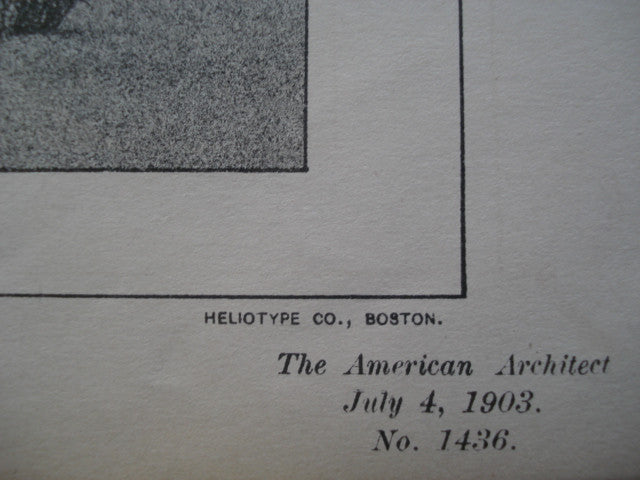 HELIOTYPE CO., BOSTON.
The American Architect
July 4, 1903.
No. 1436.